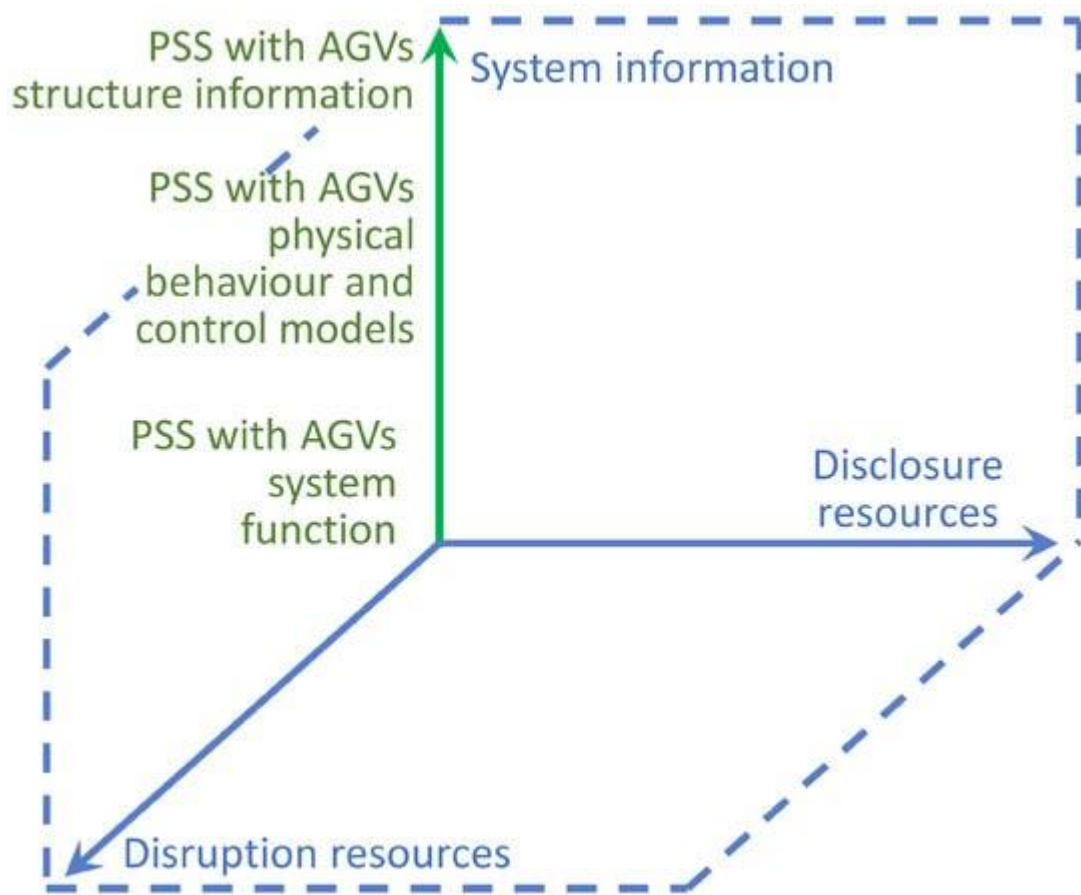 PSS with AGVs
structure information
System information
PSS with AGVs
physical
behaviour and
control models
PSS with AGVs
system
function
Disclosure
resources
Disruption resources